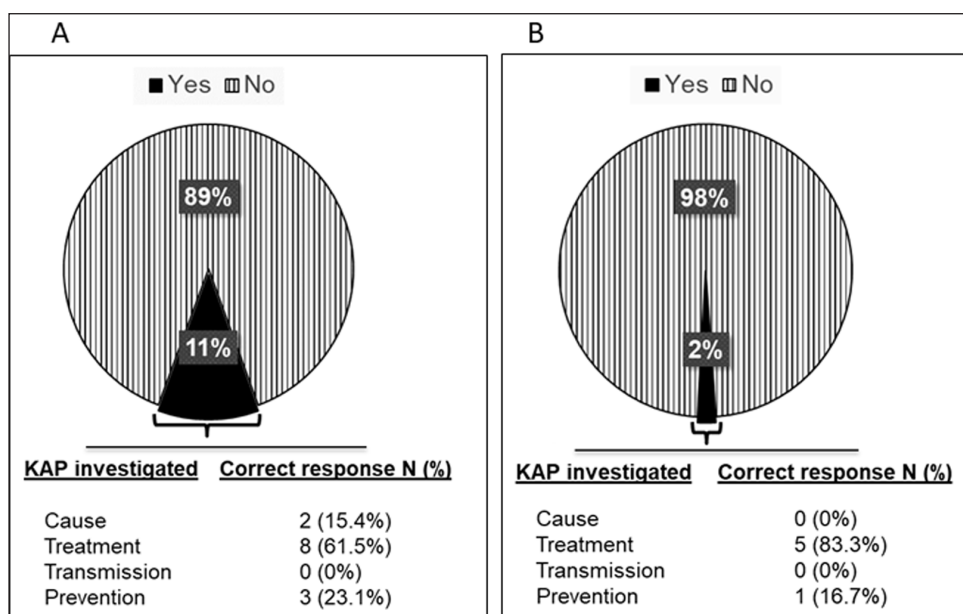 A
Yes No
89%
11%
KAP investigated Correct response N (%)
Cause 2 (15.4%)
Treatment 8 (61.5%)
Transmission 0 (0%)
Prevention 3 (23.1%)
B
Yes No
98%
2%
KAP investigated Correct response N (%)
Cause 0 (0%)
Treatment 5 (83.3%)
Transmission 0 (0%)
Prevention 1 (16.7%)